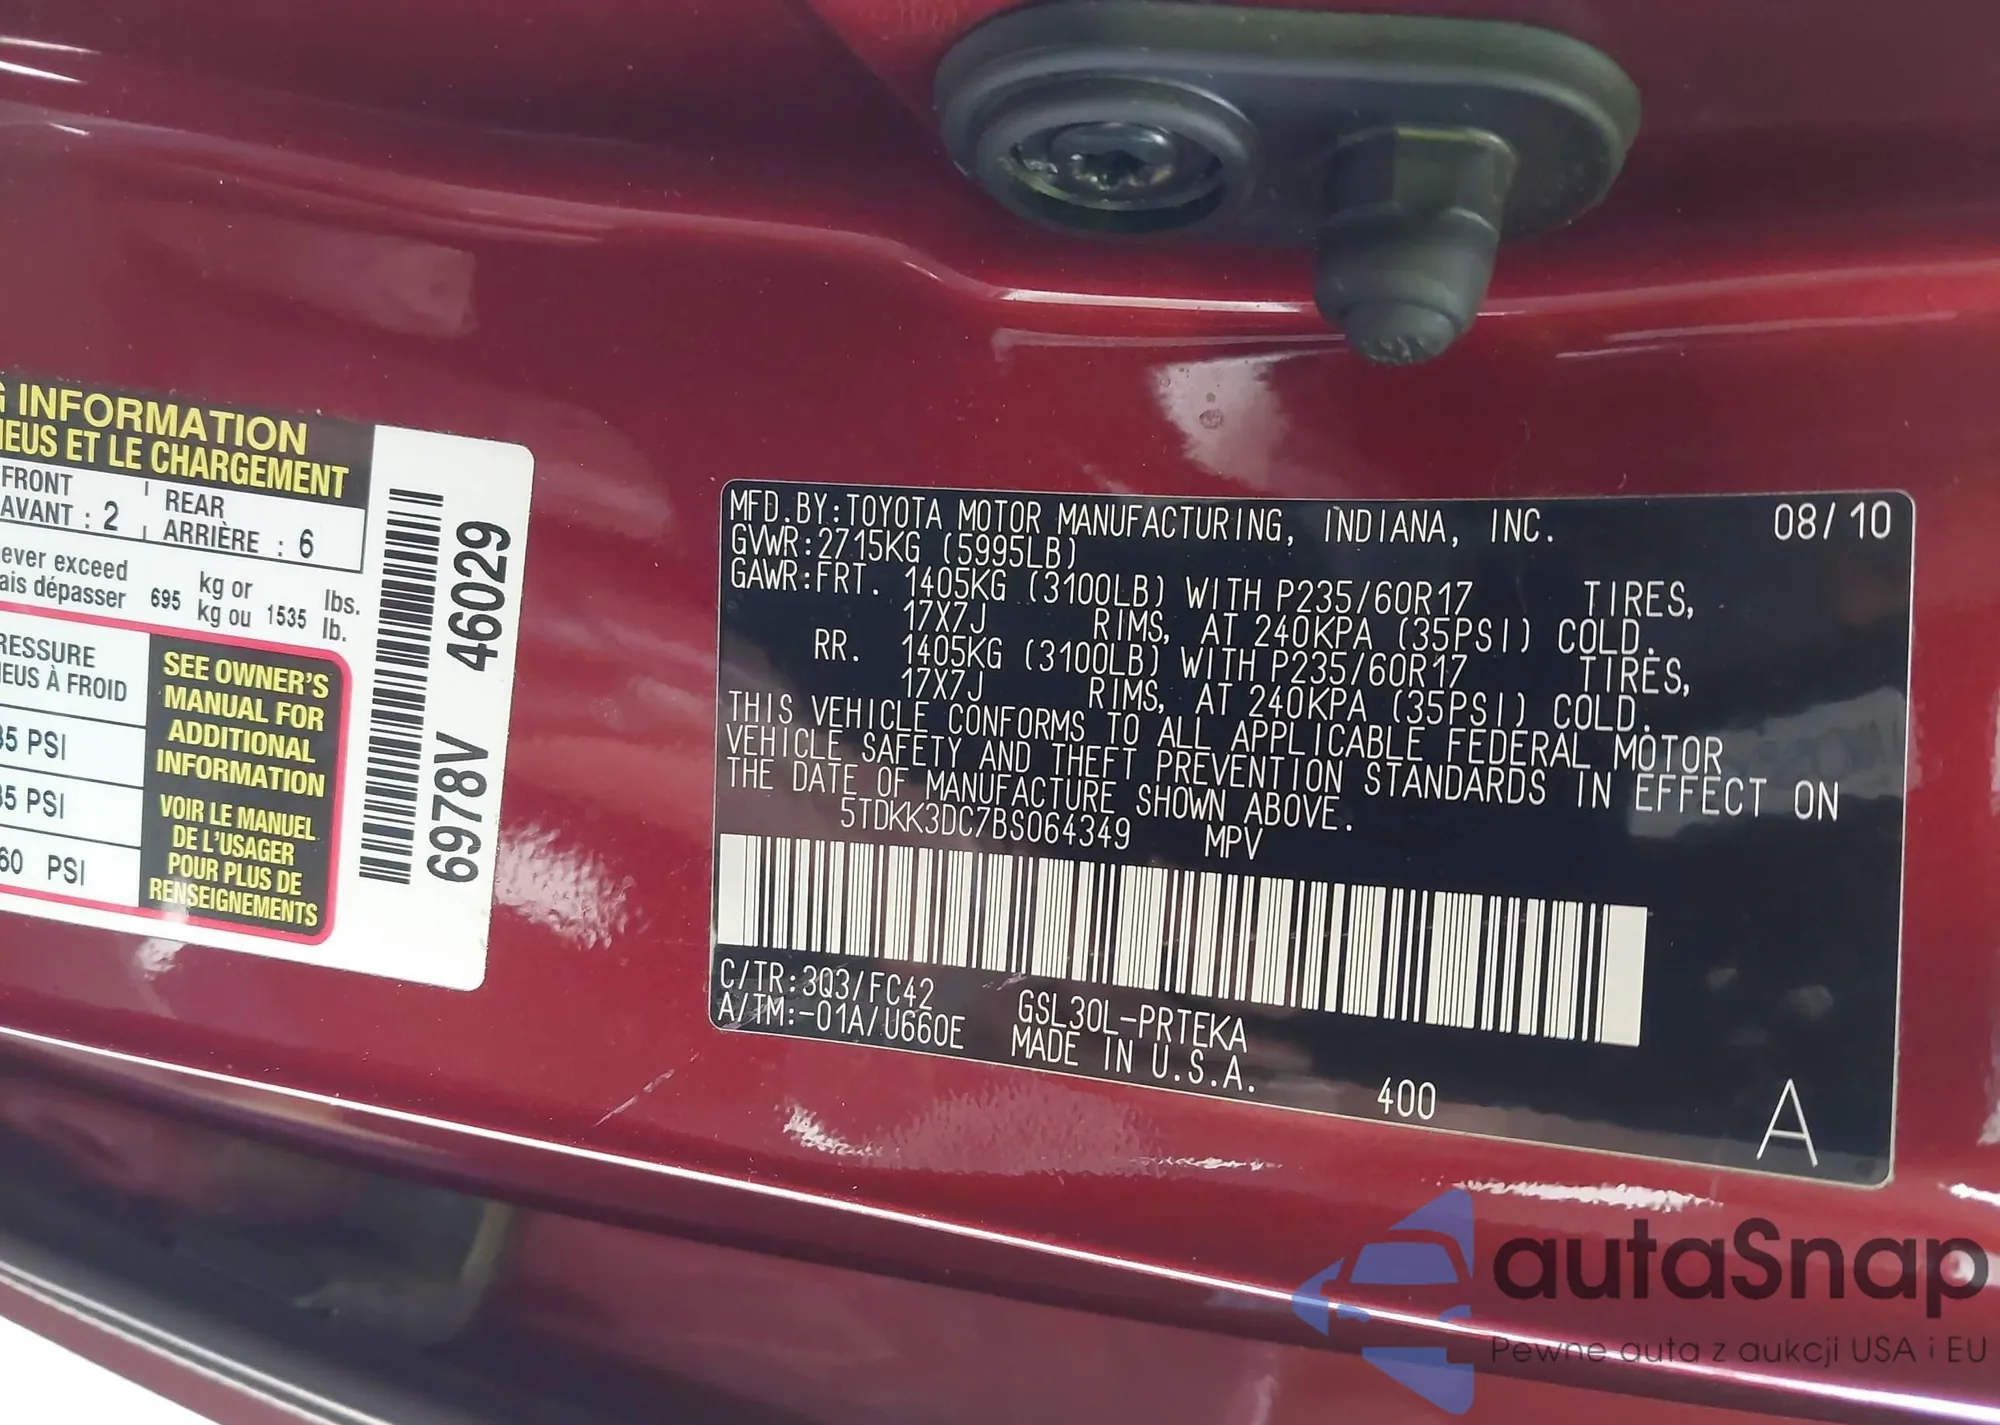 INFORMATION
EUS ET LE CHARGEMENT
FRONT
AVANT : 2
REAR
ARRIÈRE : 6
ever exceed
ais dépasser
695
kg or
kg ou
1535
lbs.
lb.
RESSURE
EUS À FROID
35 PSI
35 PSI
60 PSI
SEE OWNER'S
MANUAL FOR
ADDITIONAL
INFORMATION
VOIR LE MANUEL
DE L'USAGER
POUR PLUS DE
RENSEIGNEMENTS
6978V 46029
MFD.BY:TOYOTA MOTOR MANUFACTURING, INDIANA, INC. 08/10
GVWR:2715KG (5995LB)
GAWR:FRT. 1405KG (3100LB) WITH P235/60R17 TIRES,
17X7J RIMS, AT 240KPA (35PSI) COLD.
RR. 1405KG (3100LB) WITH P235/60R17 TIRES,
17X7J RIMS, AT 240KPA (35PSI) COLD.
THIS VEHICLE CONFORMS TO ALL APPLICABLE FEDERAL MOTOR
VEHICLE SAFETY AND THEFT PREVENTION STANDARDS IN EFFECT ON
THE DATE OF MANUFACTURE SHOWN ABOVE.
5TDKK3DC7BS064349 MPV
C/TR:3Q3/FC42
A/TM:-01A/U660E
GSL30L-PRTEKA
MADE IN U.S.A.
400
A
autaSnap
Pewne auta z aukcji USA i EU